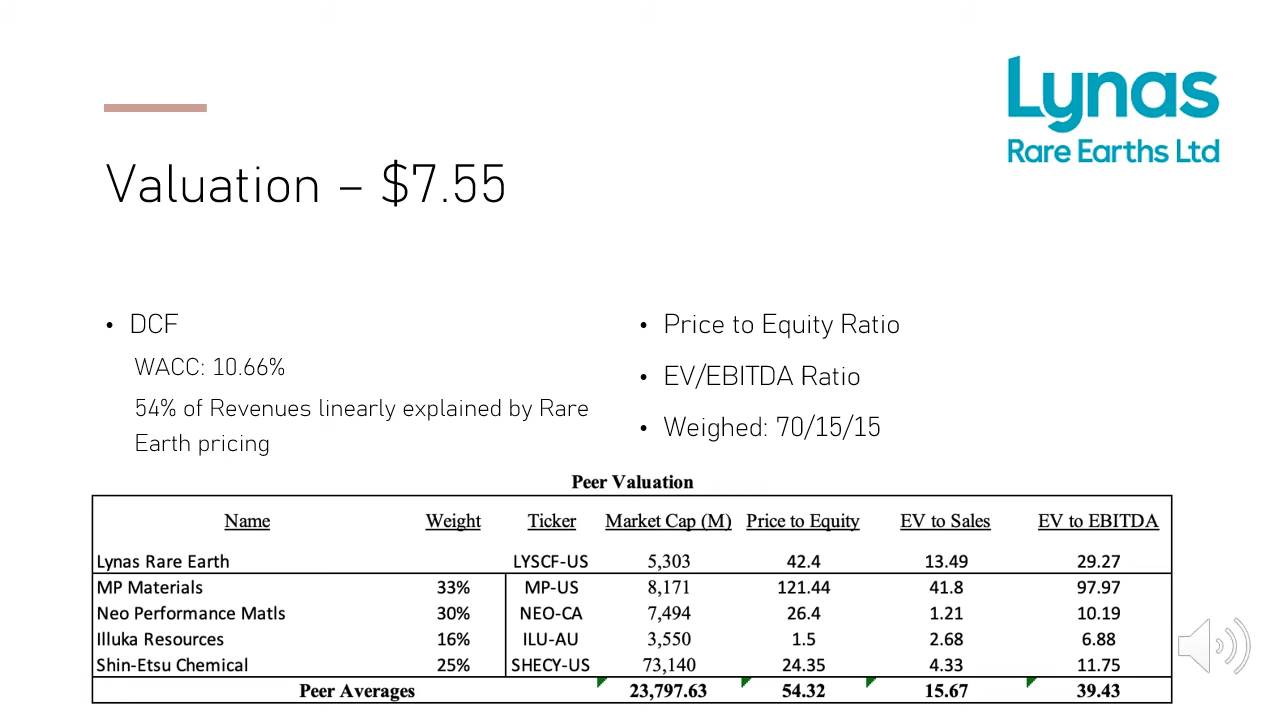 Lynas
Rare Earths Ltd
Valuation – $7.55
• DCF
WACC: 10.66%
54% of Revenues linearly explained by Rare
Earth pricing
• Price to Equity Ratio
• EV/EBITDA Ratio
• Weighed: 70/15/15
Peer Valuation
Name Weight Ticker Market Cap (M) Price to Equity EV to Sales EV to EBITDA
Lynas Rare Earth LYSCF-US 5,303 42.4 13.49 29.27
MP Materials 33% MP-US 8,171 121.44 41.8 97.97
Neo Performance Matls 30% NEO-CA 7,494 26.4 1.21 10.19
Illuka Resources 16% ILU-AU 3,550 1.5 2.68 6.88
Shin-Etsu Chemical 25% SHECY-US 73,140 24.35 4.33 11.75
Peer Averages 23,797.63 54.32 15.67 39.43